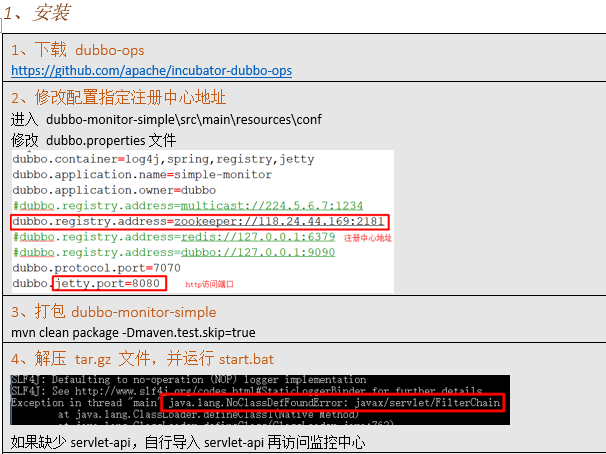 1、安装
1、下载 dubbo-ops
https://github.com/apache/incubator-dubbo-ops
2、修改配置指定注册中心地址
进入 dubbo-monitor-simple\src\main\resources\conf
修改 dubbo.properties 文件
dubbo.container=log4j,spring,registry,jetty
dubbo.application.name=simple-monitor
dubbo.application.owner=dubbo
#dubbo.registry.address=multicast://224.5.6.7:1234
dubbo.registry.address=zookeeper://118.24.44.169:2181
#dubbo.registry.address=redis://127.0.0.1:6379 注册中心地址
#dubbo.registry.address=dubbo://127.0.0.1:9090
dubbo.protocol.port=7070
dubbo.jetty.port=8080 http访问端口
3、打包 dubbo-monitor-simple
mvn clean package -Dmaven.test.skip=true
4、解压 tar.gz 文件，并运行 start.bat
SLF4J: Defaulting to no-operation (NOP) logger implementation
SLF4J: See http://www.slf4j.org/codes.html#StaticLoggerBinder for further details.
Exception in thread "main" java.lang.NoClassDefFoundError: javax/servlet/FilterChain
at java.lang.ClassLoader.defineClass1(Native Method)
at java.lang.ClassLoader.defineClass(ClassLoader.java:763)
如果缺少 servlet-api，自行导入 servlet-api 再访问监控中心